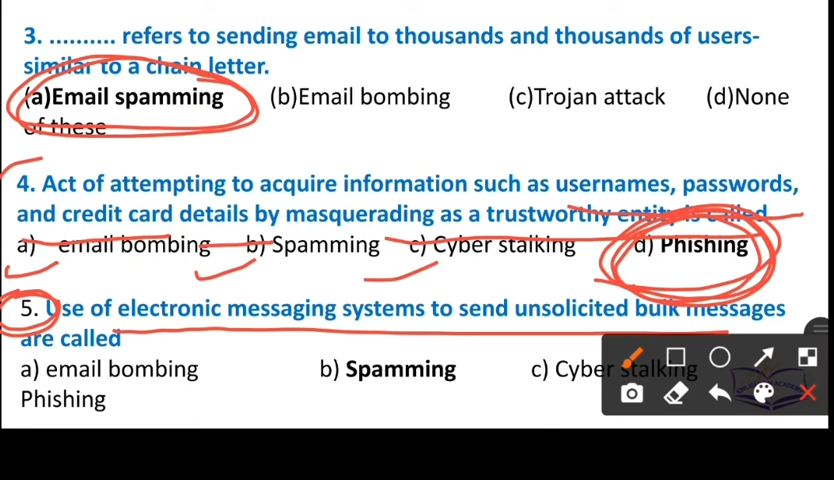 3. .......... refers to sending email to thousands and thousands of users-
similar to a chain letter.
(a)Email spamming (b)Email bombing (c)Trojan attack (d)None
of these
4. Act of attempting to acquire information such as usernames, passwords,
and credit card details by masquerading as a trustworthy entity is called
a) email bombing b) Spamming c) Cyber stalking d) Phishing
5. Use of electronic messaging systems to send unsolicited bulk messages
are called
a) email bombing b) Spamming c) Cyber stalking
Phishing